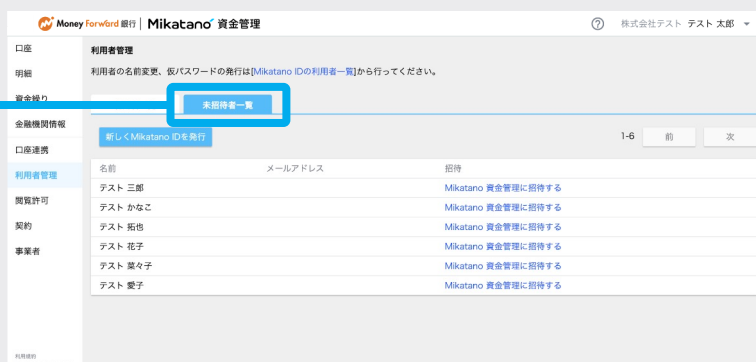 Money Forward 銀行 | Mikatano 資金管理
株式会社テスト テスト 太郎
口座
明細
資金繰り
金融機関情報
口座連携
利用者管理
閲覧許可
契約
事業者
利用規約
利用者管理
利用者の名前変更、仮パスワードの発行は[Mikatano IDの利用者一覧]から行ってください。
未招待者一覧
新しくMikatano IDを発行
1-6 前 次
名前 メールアドレス 招待
テスト 三郎 Mikatano 資金管理に招待する
テスト かなこ Mikatano 資金管理に招待する
テスト 拓也 Mikatano 資金管理に招待する
テスト 花子 Mikatano 資金管理に招待する
テスト 菜々子 Mikatano 資金管理に招待する
テスト 愛子 Mikatano 資金管理に招待する